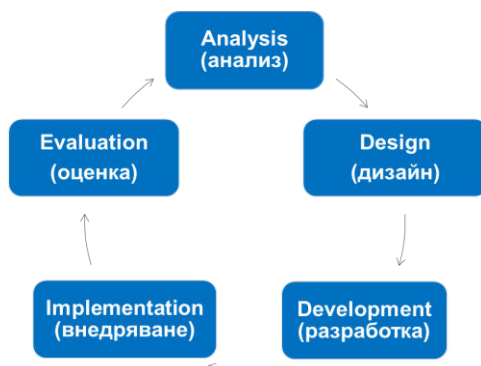 Analysis
(анализ)
Design
(дизайн)
Development
(разработка)
Implementation
(внедряване)
Evaluation
(оценка)